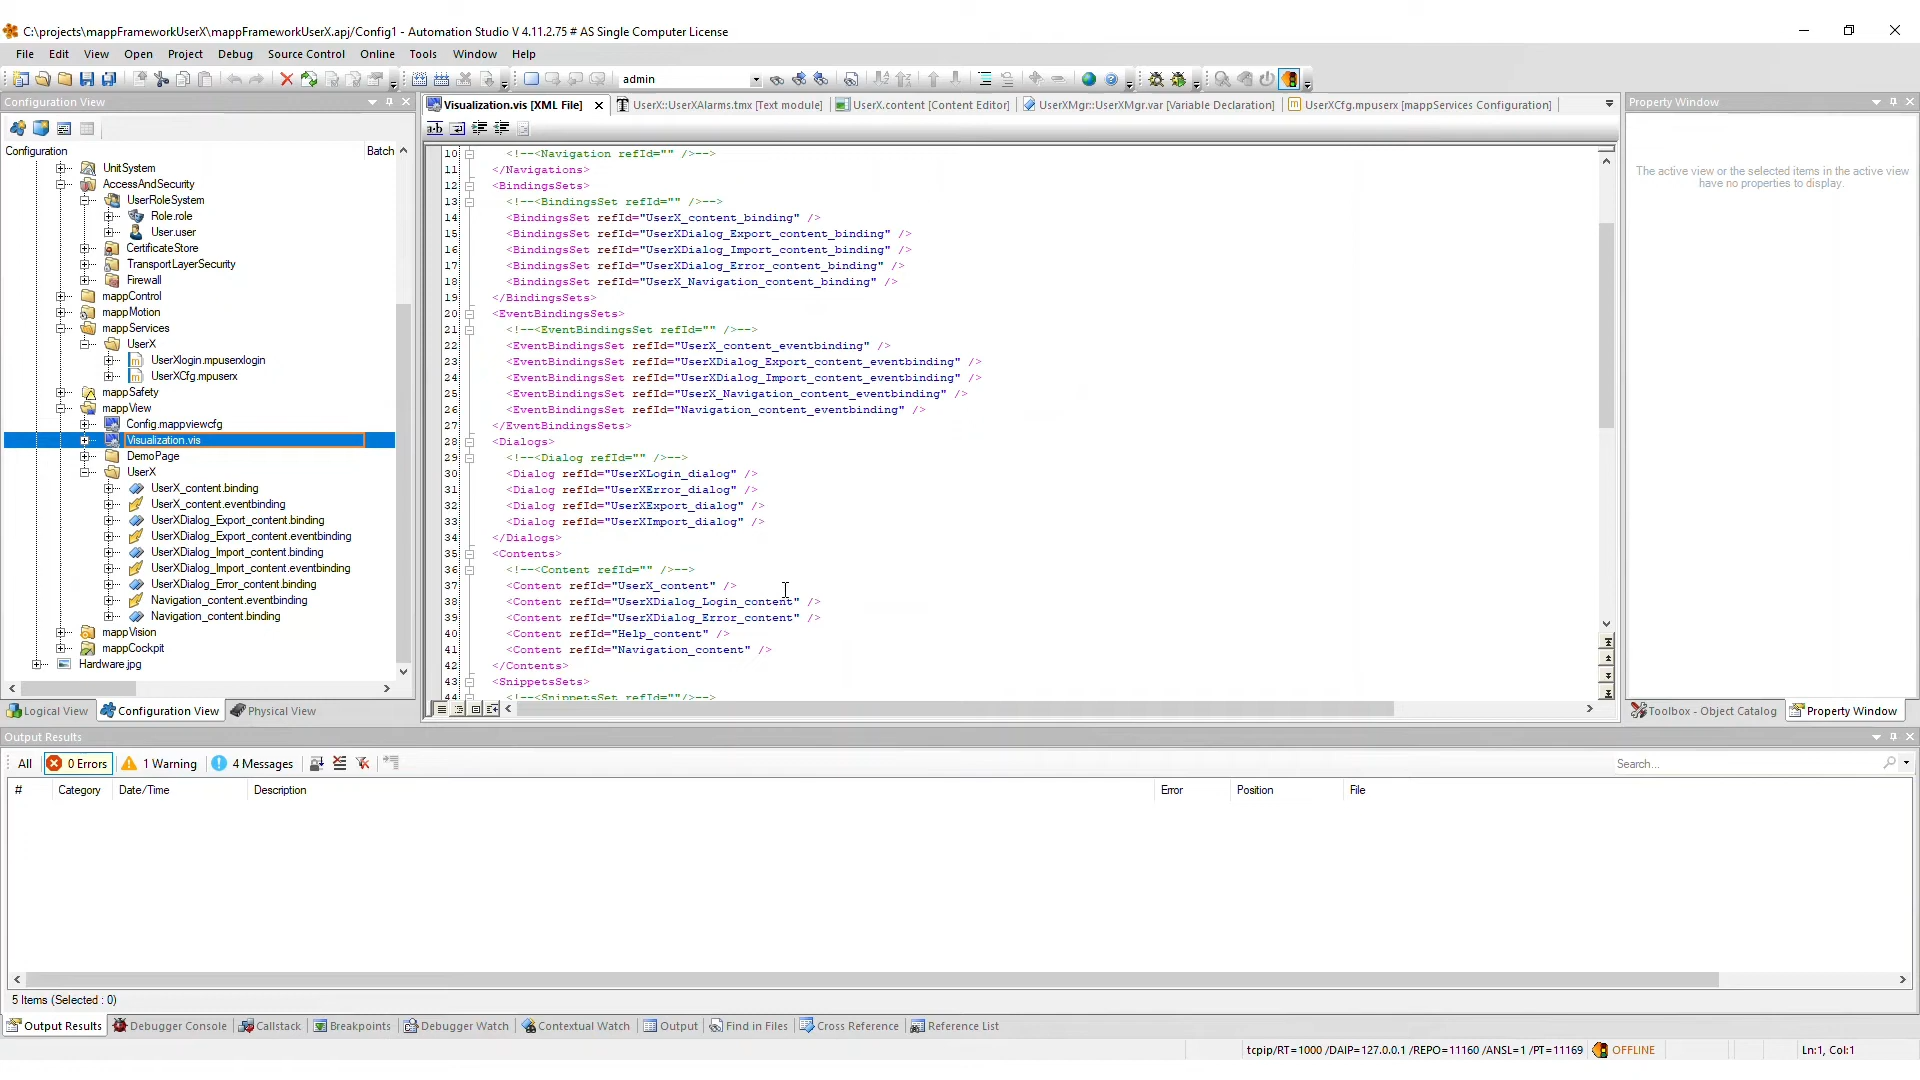 C:\projects\mappFrameworkUserX\mappFrameworkUserX.apj/Config1 - Automation Studio V 4.11.2.75 # AS Single Computer License
File Edit View Open Project Debug Source Control Online Tools Window Help
admin
Configuration View
Configuration Batch
UnitSystem
AccessAndSecurity
UserRoleSystem
Role.role
User.user
CertificateStore
TransportLayerSecurity
Firewall
mappControl
mappMotion
mappServices
UserX
UserXlogin.mpuserxlogin
UserXCfg.mpuserx
mappSafety
mappView
Config.mappviewcfg
Visualization.vis
DemoPage
UserX
UserX_content.binding
UserX_content.eventbinding
UserXDialog_Export_content.binding
UserXDialog_Export_content.eventbinding
UserXDialog_Import_content.binding
UserXDialog_Import_content.eventbinding
UserXDialog_Error_content.binding
Navigation_content.eventbinding
Navigation_content.binding
mappVision
mappCockpit
Hardware.jpg
Logical View Configuration View Physical View
Visualization.vis [XML File] UserX::UserXAlarms.tmx [Text module] UserX.content [Content Editor] UserXMgr::UserXMgr.var [Variable Declaration] UserXCfg.mpuserx [mappServices Configuration]
10 <!--<Navigation refId="" />-->
11 </Navigations>
12 <BindingsSets>
13 <!--<BindingsSet refId="" />-->
14 <BindingsSet refId="UserX_content_binding" />
15 <BindingsSet refId="UserXDialog_Export_content_binding" />
16 <BindingsSet refId="UserXDialog_Import_content_binding" />
17 <BindingsSet refId="UserXDialog_Error_content_binding" />
18 <BindingsSet refId="UserX_Navigation_content_binding" />
19 </BindingsSets>
20 <EventBindingsSets>
21 <!--<EventBindingsSet refId="" />-->
22 <EventBindingsSet refId="UserX_content_eventbinding" />
23 <EventBindingsSet refId="UserXDialog_Export_content_eventbinding" />
24 <EventBindingsSet refId="UserXDialog_Import_content_eventbinding" />
25 <EventBindingsSet refId="UserX_Navigation_content_eventbinding" />
26 <EventBindingsSet refId="Navigation_content_eventbinding" />
27 </EventBindingsSets>
28 <Dialogs>
29 <!--<Dialog refId="" />-->
30 <Dialog refId="UserXLogin_dialog" />
31 <Dialog refId="UserXError_dialog" />
32 <Dialog refId="UserXExport_dialog" />
33 <Dialog refId="UserXImport_dialog" />
34 </Dialogs>
35 <Contents>
36 <!--<Content refId="" />-->
37 <Content refId="UserX_content" />
38 <Content refId="UserXDialog_Login_content" />
39 <Content refId="UserXDialog_Error_content" />
40 <Content refId="Help_content" />
41 <Content refId="Navigation_content" />
42 </Contents>
43 <SnippetsSets>
44 <!--<SnippetsSet refId=""/>-->
Property Window
The active view or the selected items in the active view
have no properties to display.
Toolbox - Object Catalog Property Window
Output Results
All 0 Errors 1 Warning 4 Messages Search...
# Category Date/Time Description Error Position File
5 Items (Selected : 0)
Output Results Debugger Console Callstack Breakpoints Debugger Watch Contextual Watch Output Find in Files Cross Reference Reference List
tcpip/RT=1000 /DAIP=127.0.0.1 /REPO=11160 /ANSL=1 /PT=11169 OFFLINE Ln:1, Col:1